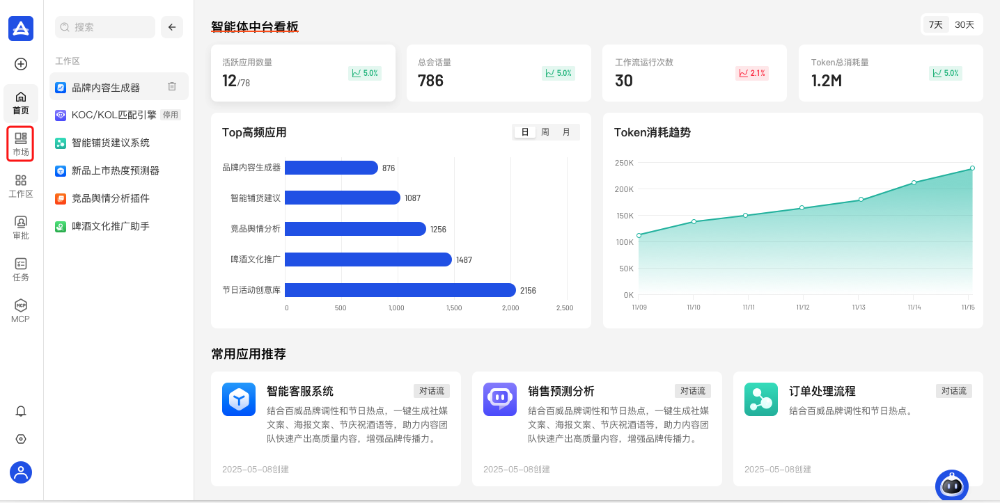 搜索
工作区
品牌内容生成器
KOC/KOL匹配引擎 停用
智能铺货建议系统
新品上市热度预测器
竞品舆情分析插件
啤酒文化推广助手
首页
市场
工作区
审批
任务
MCP
MCP
智能体中台看板
7天 30天
活跃应用数量
12/78
5.0%
总会话量
786
5.0%
工作流运行次数
30
2.1%
Token总消耗量
1.2M
5.0%
Top高频应用
日 周 月
品牌内容生成器 876
智能铺货建议 1087
竞品舆情分析 1256
啤酒文化推广 1487
节日活动创意库 2156
0 500 1,000 1,500 2,000 2,500
Token消耗趋势
250K
200K
150K
100K
50K
0K
11/09 11/10 11/11 11/12 11/13 11/14 11/15
常用应用推荐
智能客服系统 对话流
结合百威品牌调性和节日热点，一键生成社媒
文案、海报文案、节庆祝酒语等，助力内容团
队快速产出高质量内容，增强品牌传播力。
2025-05-08创建
销售预测分析 对话流
结合百威品牌调性和节日热点，一键生成社媒
文案、海报文案、节庆祝酒语等，助力内容团
队快速产出高质量内容，增强品牌传播力。
2025-05-08创建
订单处理流程 对话流
结合百威品牌调性和节日热点。
2025-05-08创建